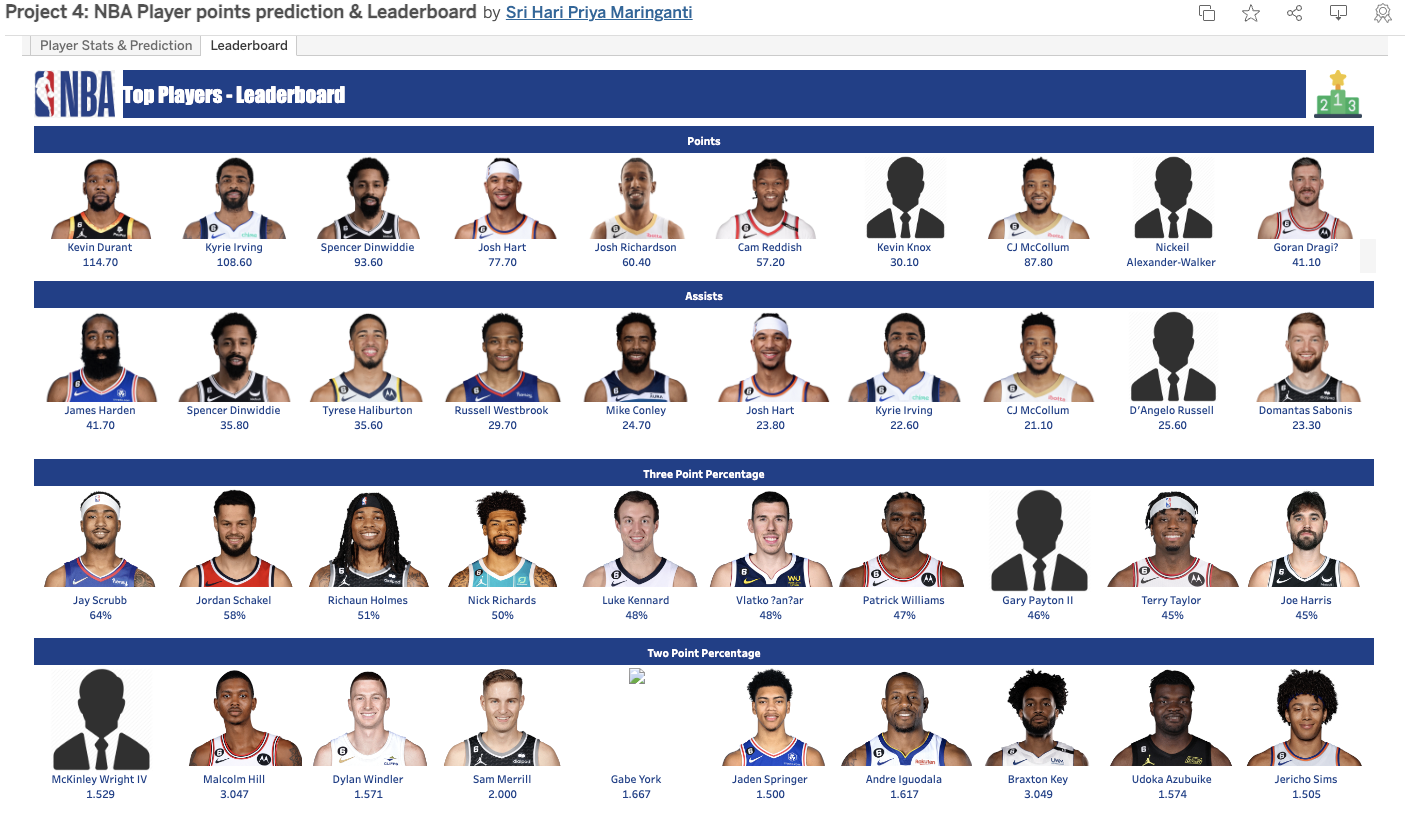 Project 4: NBA Player points prediction & Leaderboard by Sri Hari Priya Maringanti
Player Stats & Prediction Leaderboard
NBA Top Players - Leaderboard 2 1 3
Points
Kevin Durant Kyrie Irving Spencer Dinwiddie Josh Hart Josh Richardson Cam Reddish Kevin Knox CJ McCollum Nickeil Goran Dragi?
114.70 108.60 93.60 77.70 60.40 57.20 30.10 87.80 Alexander-Walker 41.10
Assists
James Harden Spencer Dinwiddie Tyrese Haliburton Russell Westbrook Mike Conley Josh Hart Kyrie Irving CJ McCollum D'Angelo Russell Domantas Sabonis
41.70 35.80 35.60 29.70 24.70 23.80 22.60 21.10 25.60 23.30
Three Point Percentage
Jay Scrubb Jordan Schakel Richaun Holmes Nick Richards Luke Kennard Vlatko ?an?ar Patrick Williams Gary Payton II Terry Taylor Joe Harris
64% 58% 51% 50% 48% 48% 47% 46% 45% 45%
Two Point Percentage
McKinley Wright IV Malcolm Hill Dylan Windler Sam Merrill Gabe York Jaden Springer Andre Iguodala Braxton Key Udoka Azubuike Jericho Sims
1.529 3.047 1.571 2.000 1.667 1.500 1.617 3.049 1.574 1.505